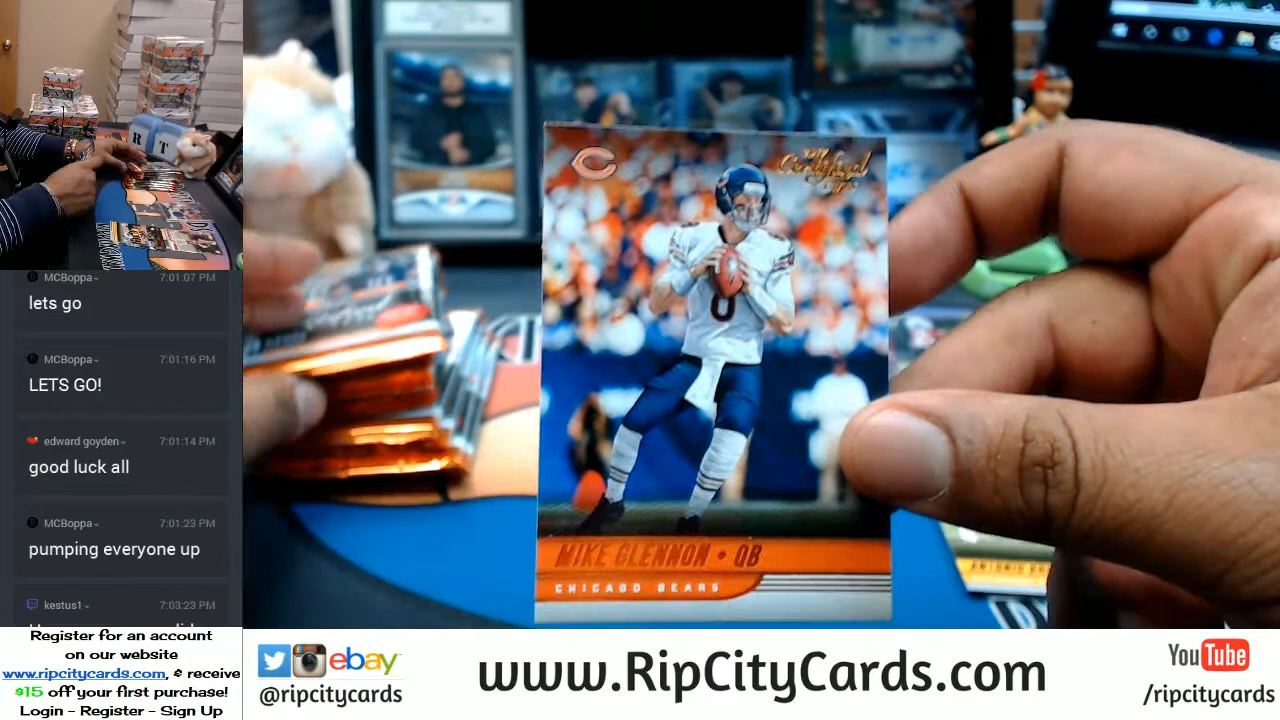 MCBoppa
7:01:07 PM
lets go
MCBoppa
7:01:16 PM
LETS GO!
edward goyden
7:01:14 PM
good luck all
MCBoppa
7:01:23 PM
pumping everyone up
kestus1
7:03:23 PM
Register for an account
on our website
www.ripcitycards.com, & receive
$15 off your first purchase!
Login - Register - Sign Up
R T
8
MIKE GLENNON • QB
CHICAGO BEARS
ANTONIO
ebay
@ripcitycards
www.RipCityCards.com
YouTube
/ripcitycards